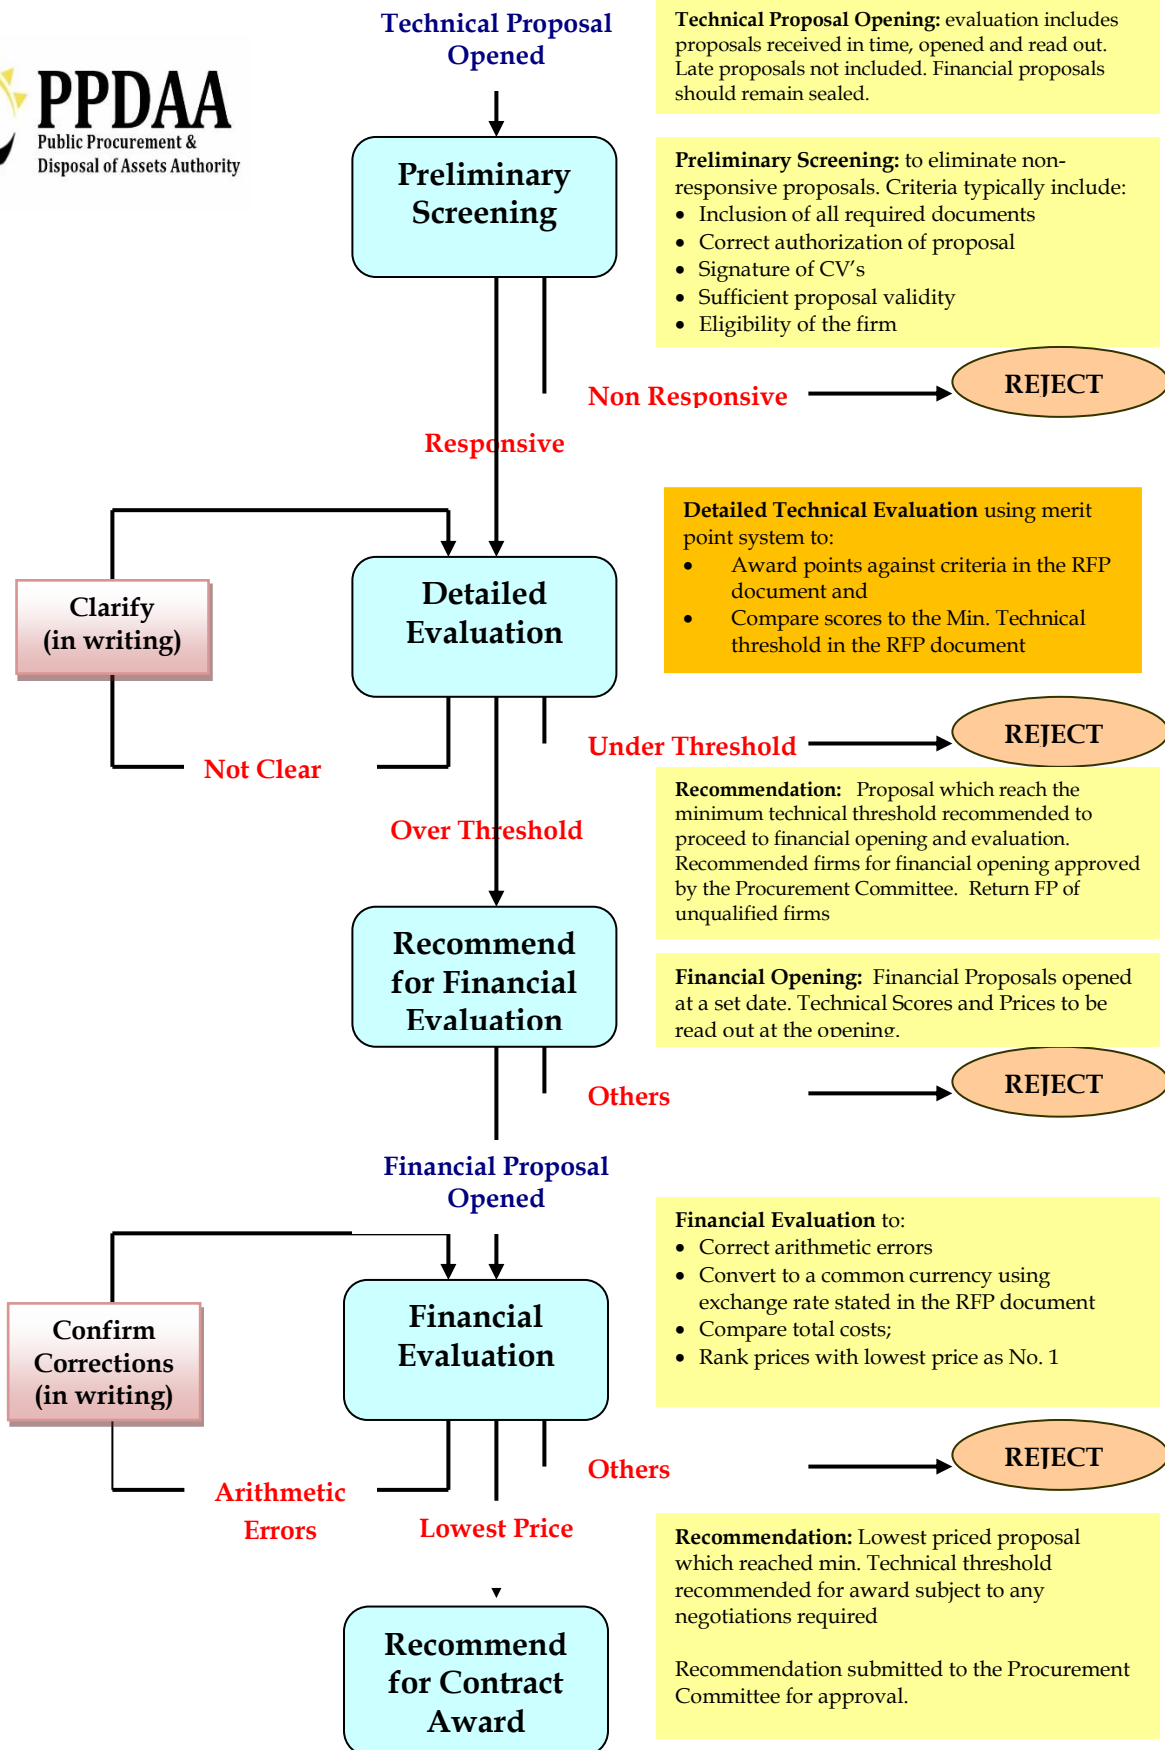 Technical Proposal
Opened
PPDAA
Public Procurement &
Disposal of Assets Authority
Technical Proposal Opening: evaluation includes
proposals received in time, opened and read out.
Late proposals not included. Financial proposals
should remain sealed.
Preliminary
Screening
Preliminary Screening: to eliminate non-
responsive proposals. Criteria typically include:
• Inclusion of all required documents
• Correct authorization of proposal
• Signature of CV’s
• Sufficient proposal validity
• Eligibility of the firm
Non Responsive
REJECT
Responsive
Clarify
(in writing)
Detailed
Evaluation
Detailed Technical Evaluation using merit
point system to:
• Award points against criteria in the RFP
document and
• Compare scores to the Min. Technical
threshold in the RFP document
Not Clear
Under Threshold
REJECT
Over Threshold
Recommendation: Proposal which reach the
minimum technical threshold recommended to
proceed to financial opening and evaluation.
Recommended firms for financial opening approved
by the Procurement Committee. Return FP of
unqualified firms
Recommend
for Financial
Evaluation
Financial Opening: Financial Proposals opened
at a set date. Technical Scores and Prices to be
read out at the opening.
Others
REJECT
Financial Proposal
Opened
Confirm
Corrections
(in writing)
Financial
Evaluation
Financial Evaluation to:
• Correct arithmetic errors
• Convert to a common currency using
exchange rate stated in the RFP document
• Compare total costs;
• Rank prices with lowest price as No. 1
Arithmetic
Errors
Lowest Price
Others
REJECT
Recommend
for Contract
Award
Recommendation: Lowest priced proposal
which reached min. Technical threshold
recommended for award subject to any
negotiations required
Recommendation submitted to the Procurement
Committee for approval.